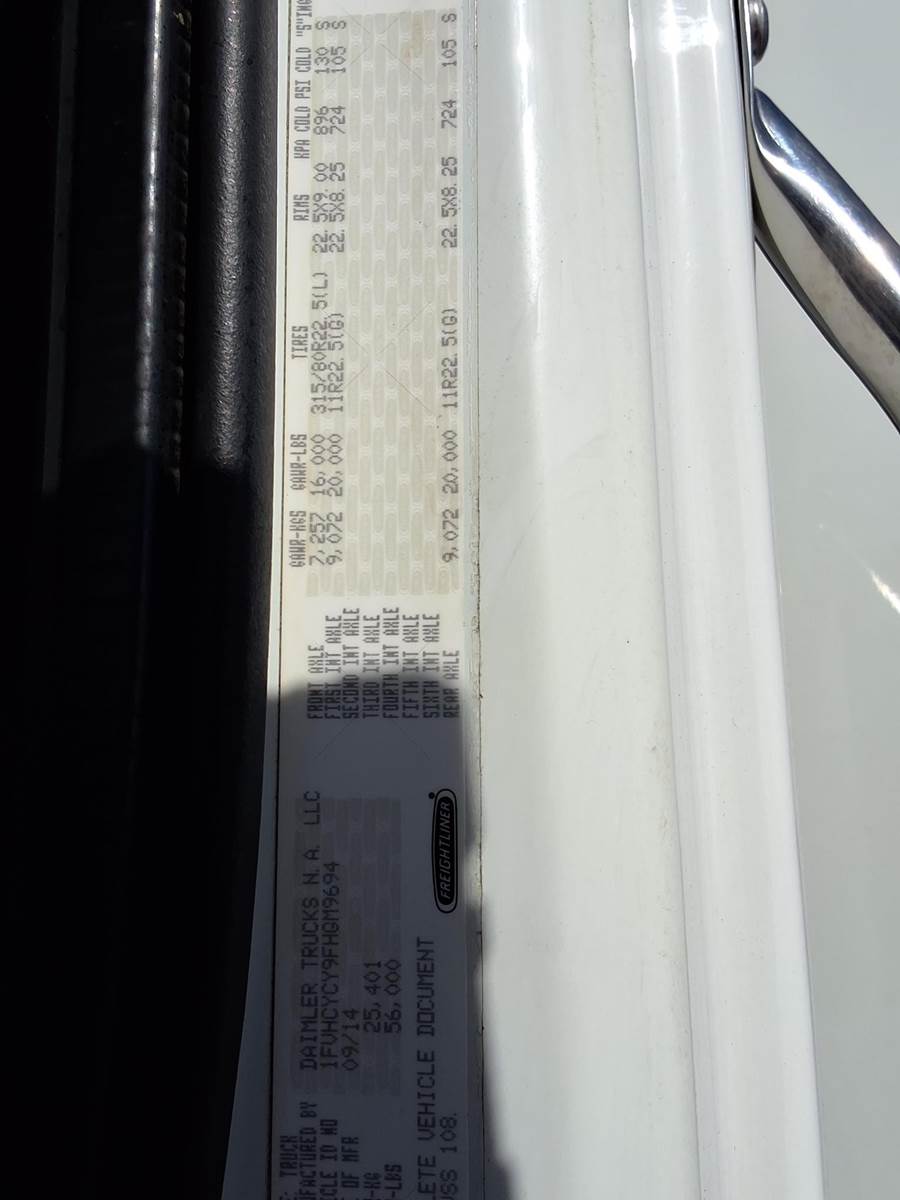 TRUCK
FACTURED BY DAIMLER TRUCKS N.A. LLC
CLE ID NO 1FVHCYCY9FHGM9694
OF MFR 09/14
-KG 25,401
-LBS 56,000
LETE VEHICLE DOCUMENT
SS 108.
FREIGHTLINER
GAWR-KGS GAWR-LBS TIRES RIMS KPA COLD PSI COLD "S"ING
FRONT AXLE 7,257 16,000 315/80R22.5(L) 22.5X9.00 896 130 S
FIRST INT AXLE 9,072 20,000 11R22.5(G) 22.5X8.25 724 105 S
SECOND INT AXLE
THIRD INT AXLE
FOURTH INT AXLE
FIFTH INT AXLE
SIXTH INT AXLE
REAR AXLE 9,072 20,000 11R22.5(G) 22.5X8.25 724 105 S